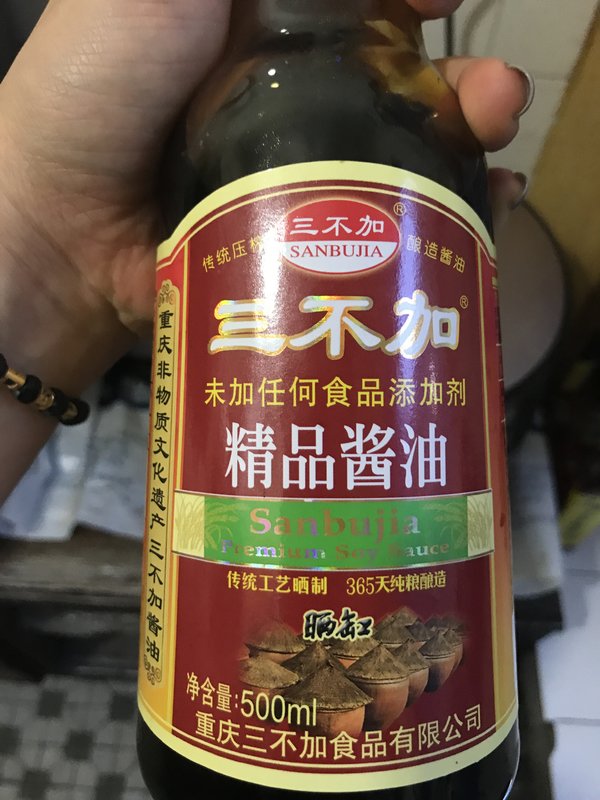 三不加®
SANBUJIA
传统压榨
酿造酱油
三不加®
未加任何食品添加剂
精品酱油
Sanbujia
Premium Soy Sauce
传统工艺晒制 365天纯粮酿造
晒缸
净含量:500ml
重庆三不加食品有限公司
重庆非物质文化遗产三不加酱油